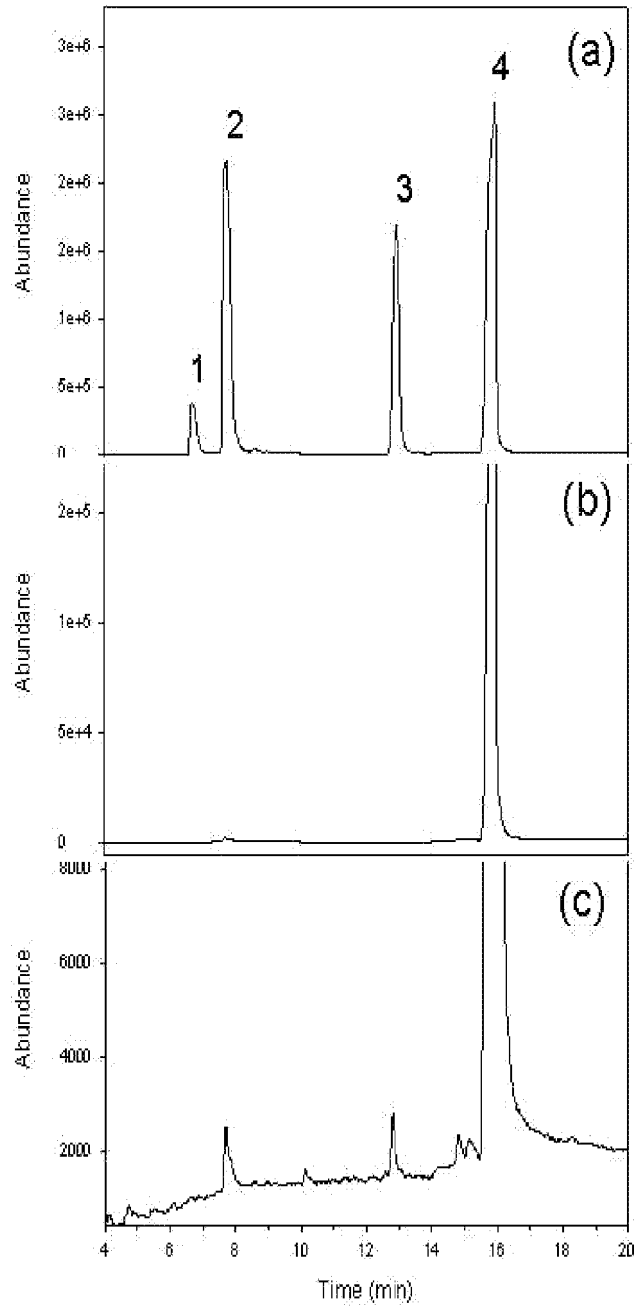 (a)
3e+6
3e+6
2e+6
2e+6
1e+6
5e+5
0
Abundance
1
2
3
4
(b)
2e+5
1e+5
5e+4
0
Abundance
(c)
8000
6000
4000
2000
Abundance
4 6 8 10 12 14 16 18 20
Time (min)